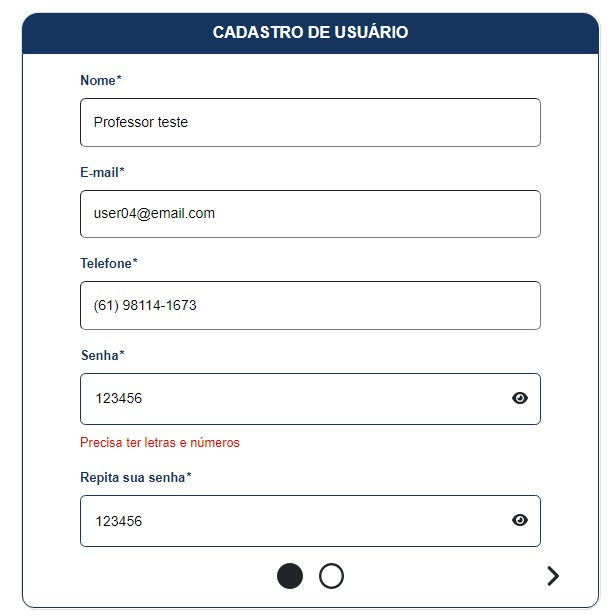 CADASTRO DE USUÁRIO
Nome*
Professor teste
E-mail*
user04@email.com
Telefone*
(61) 98114-1673
Senha*
123456
Precisa ter letras e números
Repita sua senha*
123456